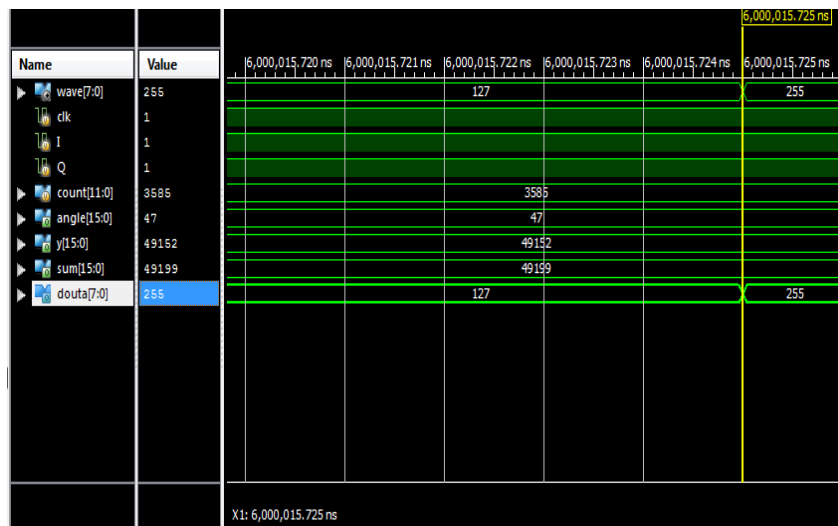 6,000,015.725 ns
Name Value
6,000,015.720 ns 6,000,015.721 ns 6,000,015.722 ns 6,000,015.723 ns 6,000,015.724 ns 6,000,015.725 ns
wave[7:0] 255 127 255
clk 1
I 1
Q 1
count[11:0] 3585 3585
angle[15:0] 47 47
y[15:0] 49152 49152
sum[15:0] 49199 49199
douta[7:0] 255 127 255
X1: 6,000,015.725 ns